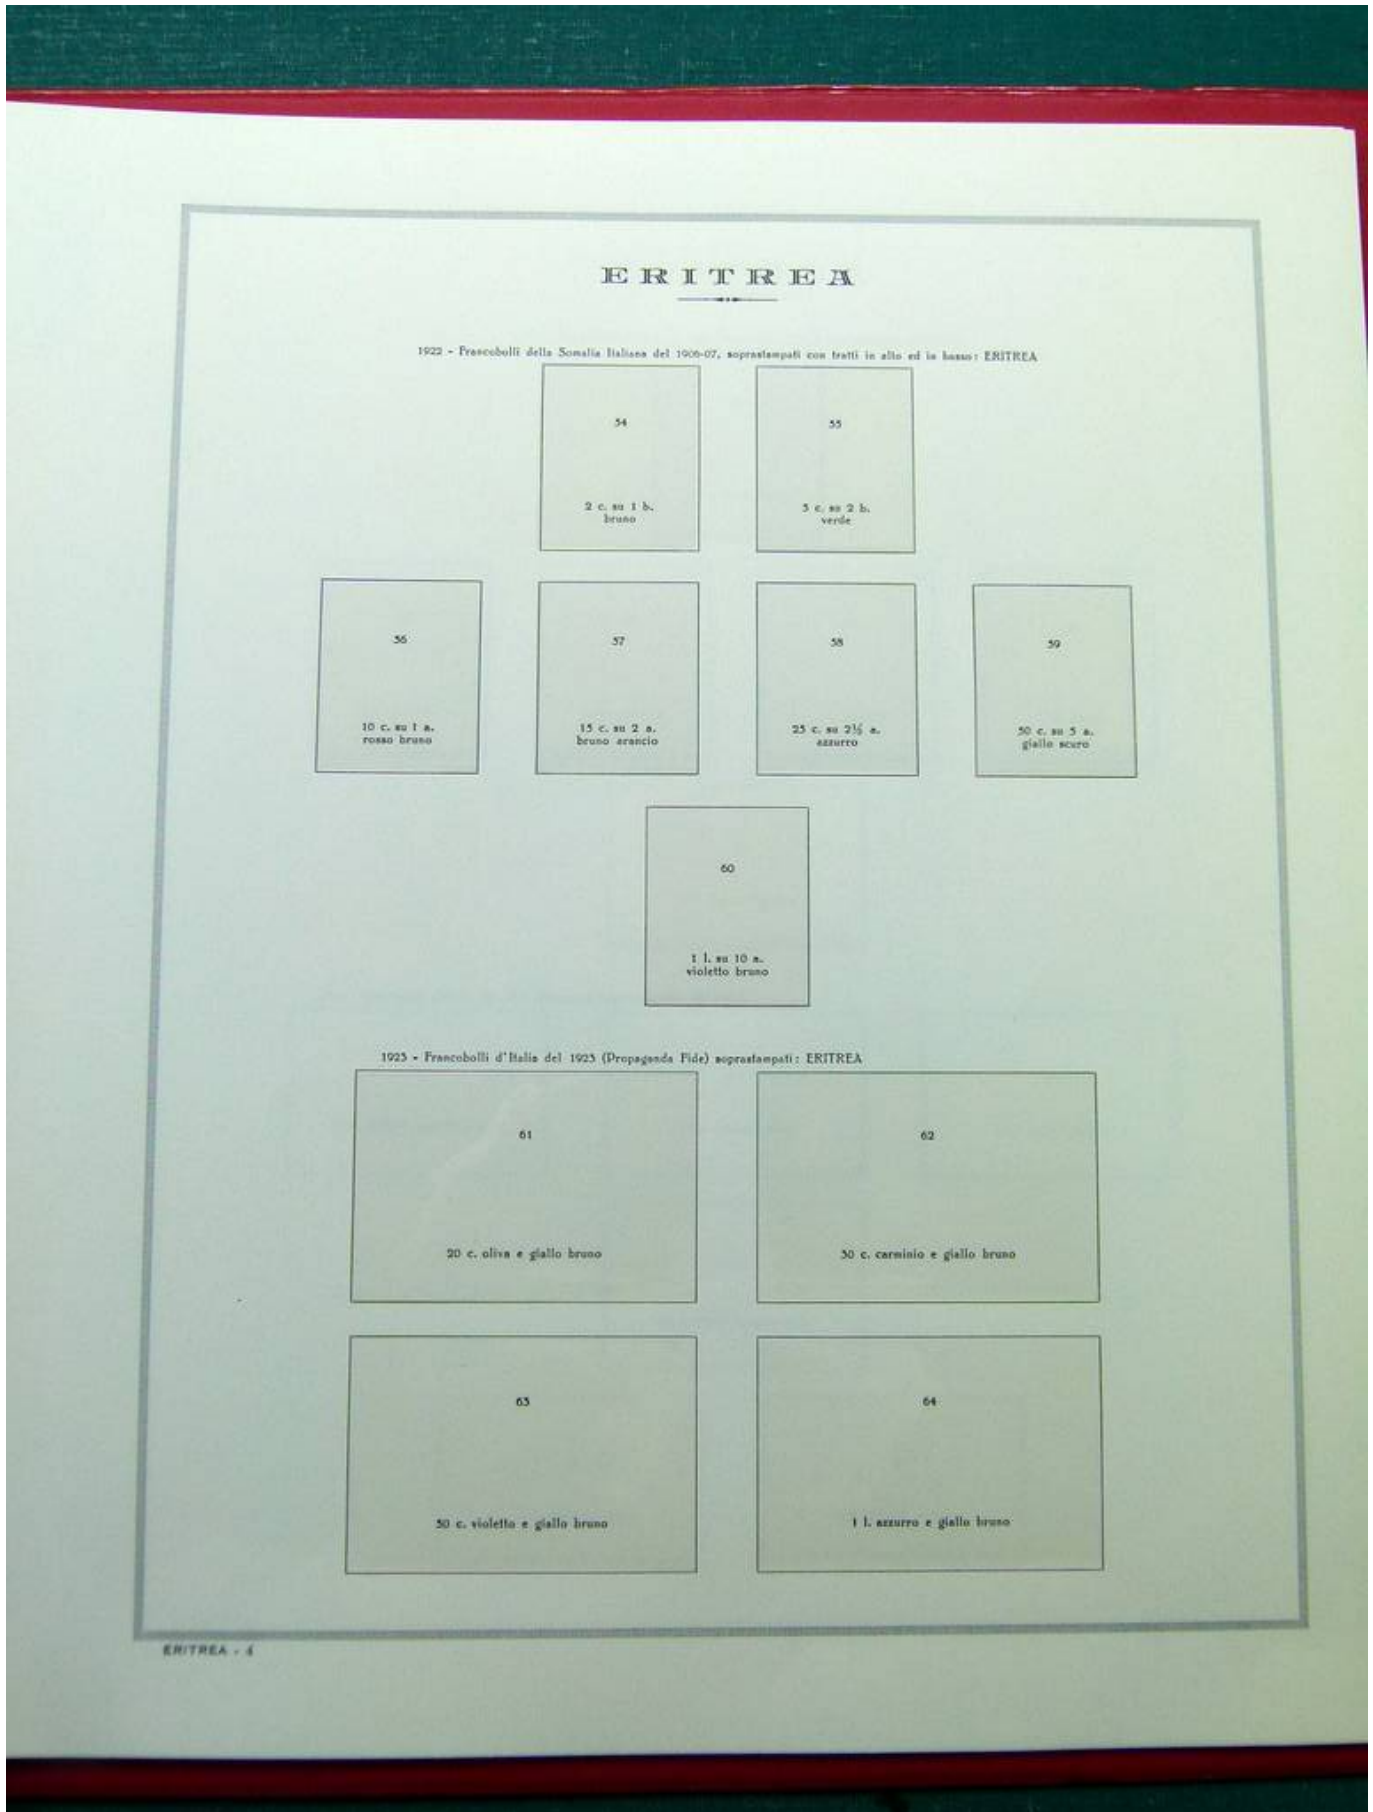 ERITREA
1922 - Francobolli della Somalia Italiana del 1906-07, soprastampati con tratti in alto ed in basso: ERITREA
54
55
2 c. su 1 b.
bruno
5 c. su 2 b.
verde
56
57
58
59
10 c. su 1 a.
rosso bruno
15 c. su 2 a.
bruno arancio
25 c. su 2½ a.
azzurro
50 c. su 5 a.
giallo scuro
60
1 l. su 10 a.
violetto bruno
1923 - Francobolli d'Italia del 1923 (Propaganda Fide) soprastampati: ERITREA
61
62
20 c. oliva e giallo bruno
30 c. carminio e giallo bruno
63
64
50 c. violetto e giallo bruno
1 l. azzurro e giallo bruno
ERITREA - 4